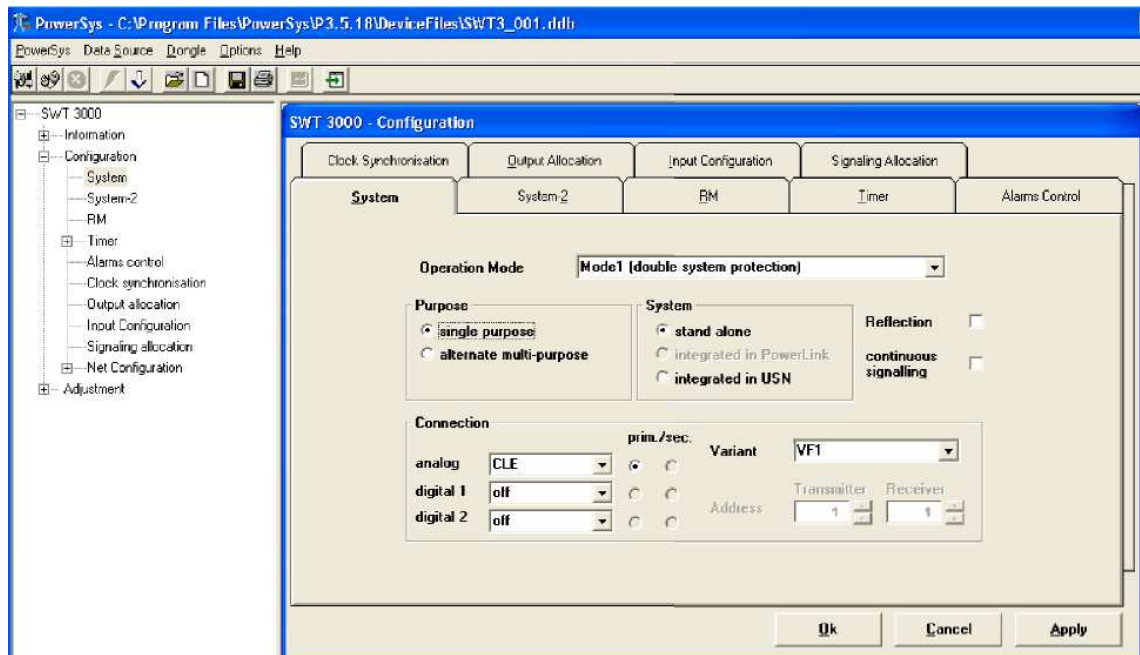 PowerSys - C:\Program Files\PowerSys\P3.5.18\DeviceFiles\SWT3_001.ddb
PowerSys Data Source Dongle Options Help
SWT 3000
Information
Configuration
System
System-2
RM
Timer
Alarms control
Clock synchronisation
Output allocation
Input Configuration
Signaling allocation
Net Configuration
Adjustment
SWT 3000 - Configuration
Clock Synchronisation Output Allocation Input Configuration Signaling Allocation
System System-2 RM Timer Alarms Control
Operation Mode Mode1 (double system protection)
Purpose
single purpose
alternate multi-purpose
System
stand alone
integrated in PowerLink
integrated in USN
Reflection
continuous
signalling
Connection
prim./sec.
analog CLE
digital 1 off
digital 2 off
Variant VF1
Transmitter Receiver
Address 1 1
Ok Cancel Apply